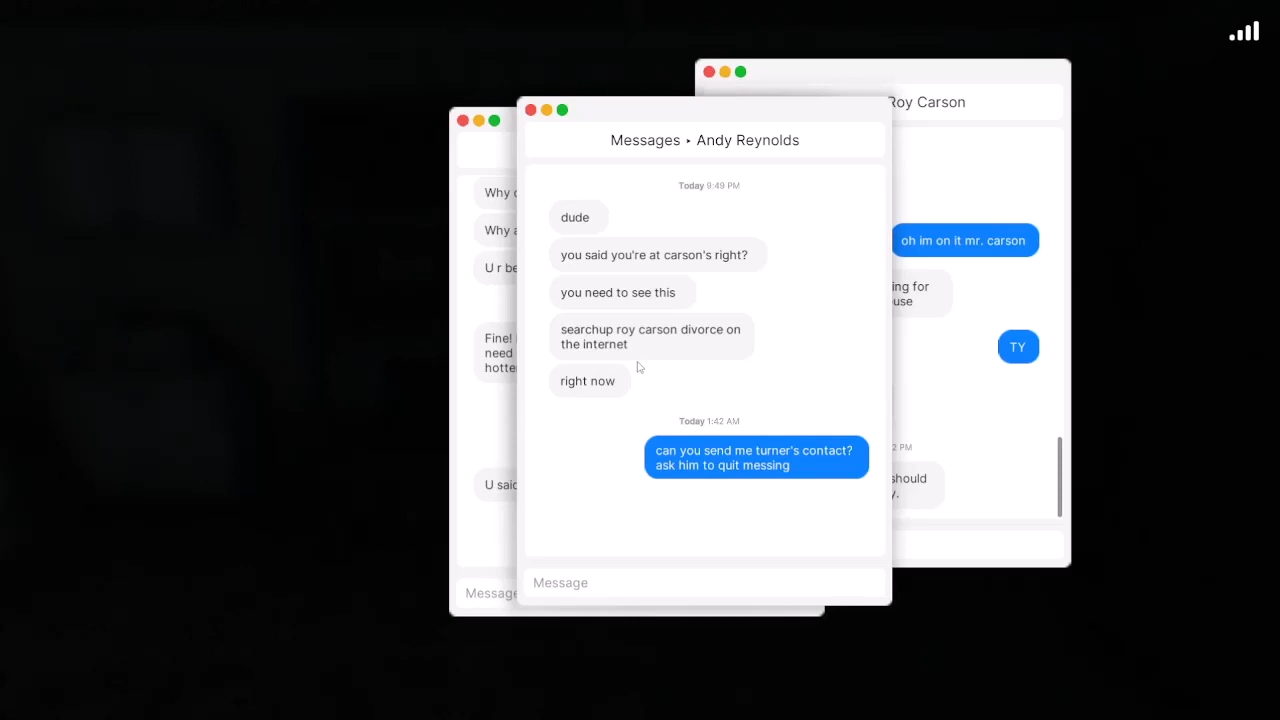 Roy Carson
Messages ‣ Andy Reynolds
Today 9:49 PM
dude
you said you're at carson's right?
you need to see this
searchup roy carson divorce on
the internet
right now
Today 1:42 AM
can you send me turner's contact?
ask him to quit messing
Message
Why
Why
U r
Fine!
need
hotte
U said
Message
oh im on it mr. carson
ing for
use
TY
2 PM
should
y.